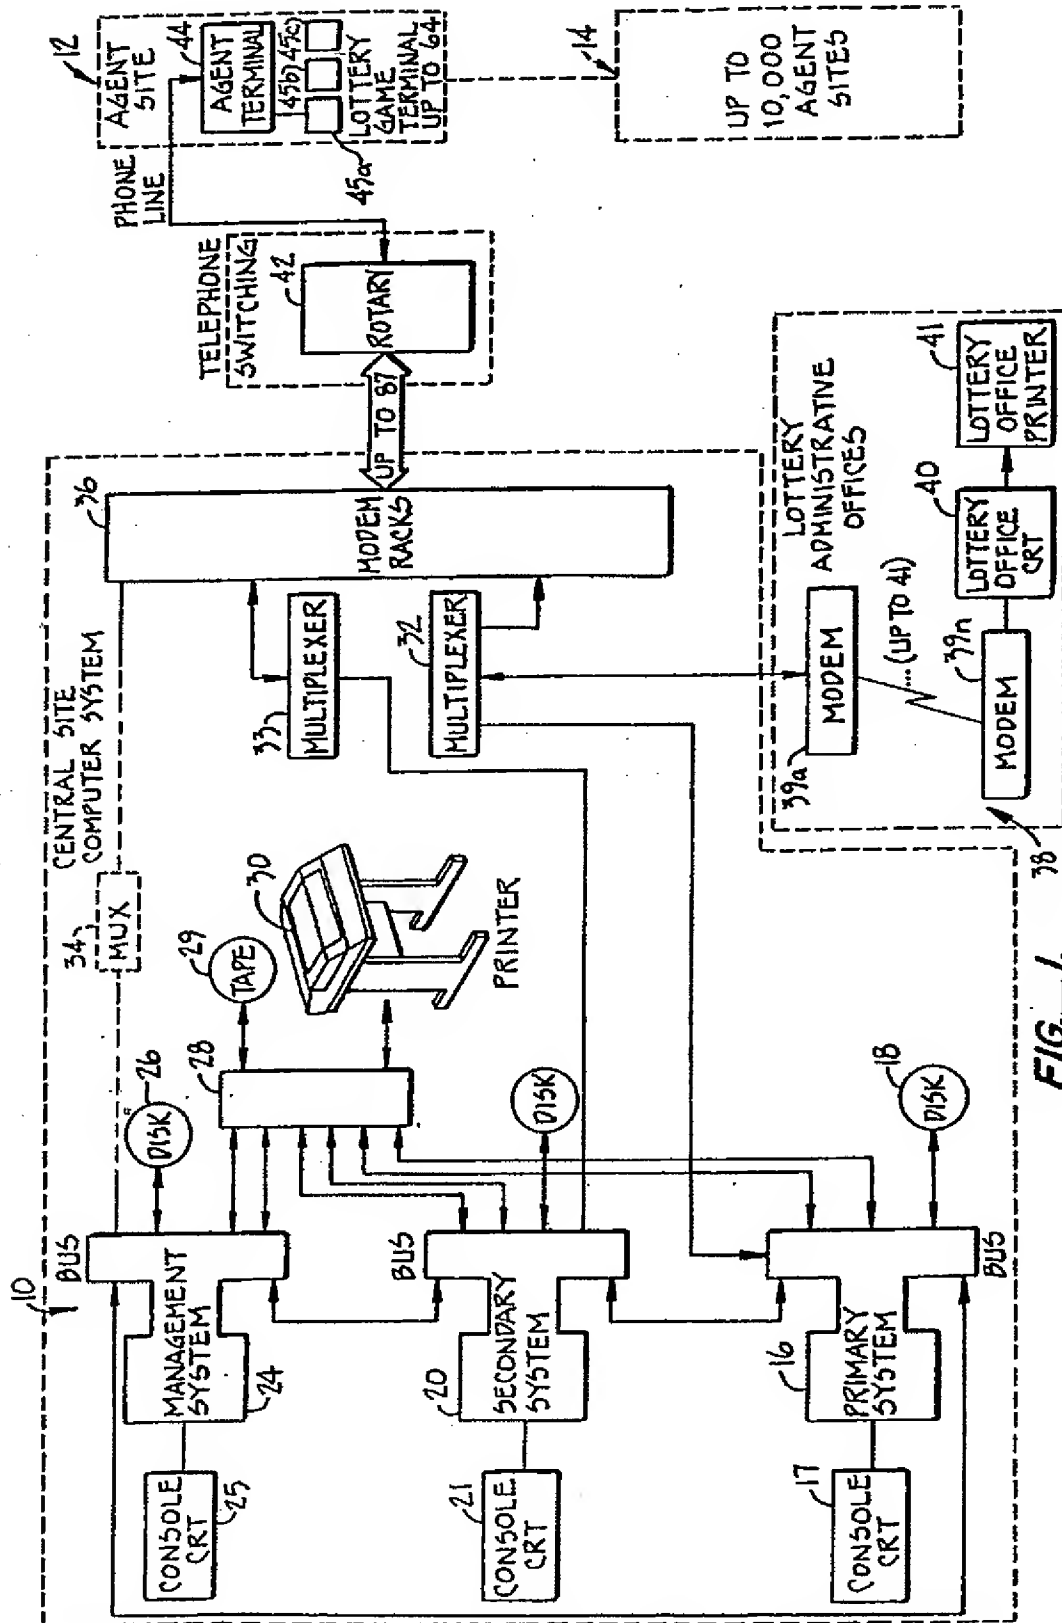 10
CENTRAL SITE
COMPUTER SYSTEM
34
MUX
BUS
MANAGEMENT
SYSTEM
24
CONSOLE
CRT
25
DISK
26
28
TAPE
29
30
PRINTER
BUS
SECONDARY
SYSTEM
20
CONSOLE
CRT
21
DISK
BUS
PRIMARY
SYSTEM
16
CONSOLE
CRT
17
DISK
18
MULTIPLEXER
33
MULTIPLEXER
32
MODEM
RACKS
36
UP TO 87
TELEPHONE
SWITCHING
ROTARY
42
PHONE
LINE
AGENT
SITE
12
AGENT
TERMINAL
44
45b
45c
45a
LOTTERY
GAME
TERMINAL
UP TO 64
14
UP TO
10,000
AGENT
SITES
LOTTERY
ADMINISTRATIVE
OFFICES
MODEM
39a
... (UP TO 41)
MODEM
39n
LOTTERY
OFFICE
CRT
40
LOTTERY
OFFICE
PRINTER
41
38
FIG. 1.